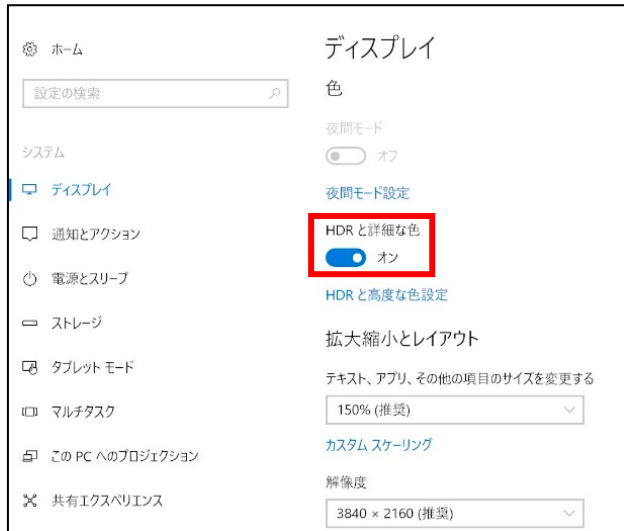 ホーム
設定の検索
システム
ディスプレイ
通知とアクション
電源とスリープ
ストレージ
タブレット モード
マルチタスク
この PC へのプロジェクション
共有エクスペリエンス
ディスプレイ
色
夜間モード
オフ
夜間モード設定
HDR と詳細な色
オン
HDR と高度な色設定
拡大縮小とレイアウト
テキスト、アプリ、その他の項目のサイズを変更する
150% (推奨)
カスタム スケーリング
解像度
3840 × 2160 (推奨)